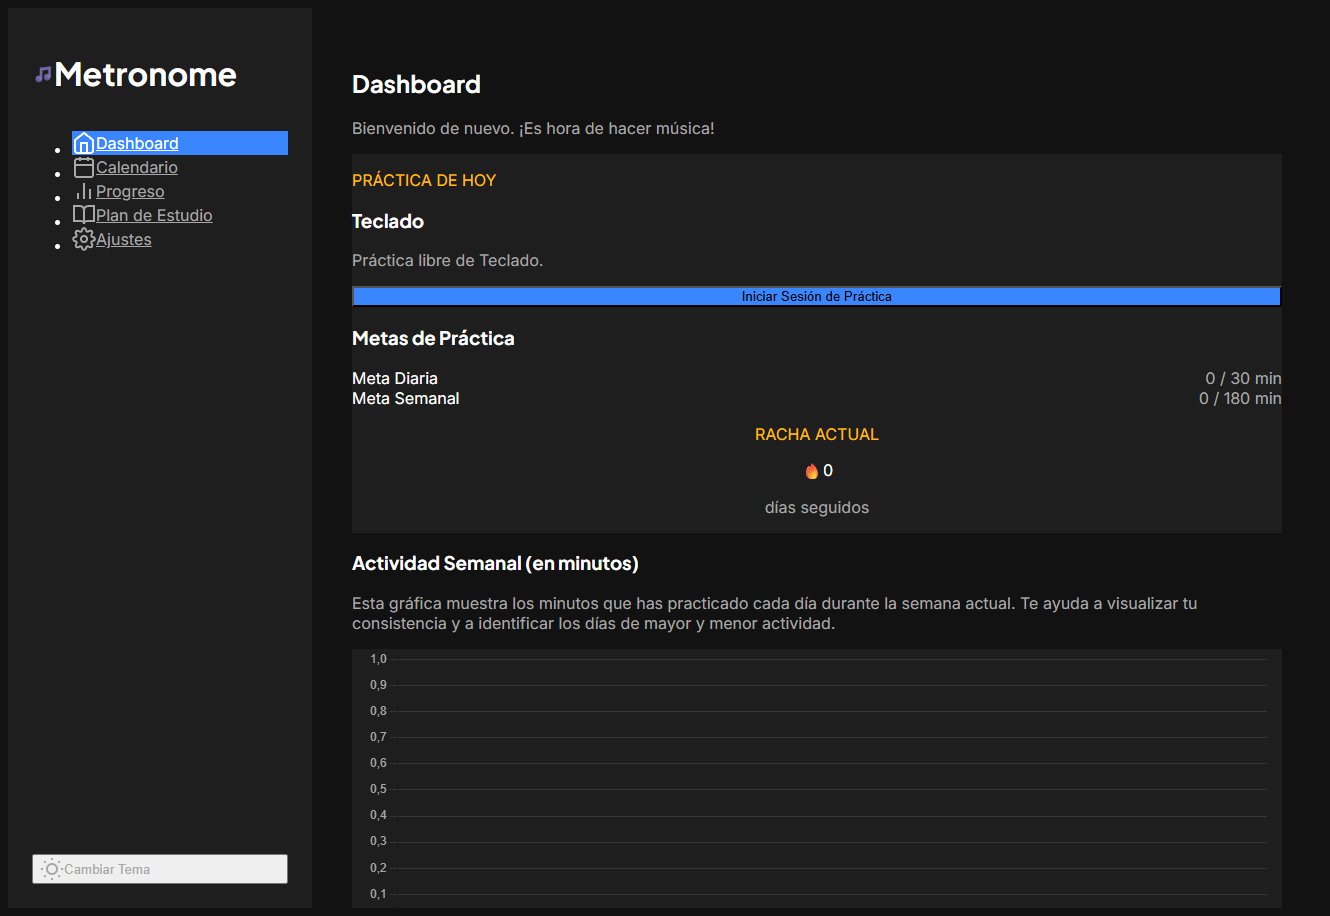 Metronome
Dashboard
Calendario
Progreso
Plan de Estudio
Ajustes
Cambiar Tema
Dashboard
Bienvenido de nuevo. ¡Es hora de hacer música!
PRÁCTICA DE HOY
Teclado
Práctica libre de Teclado.
Iniciar Sesión de Práctica
Metas de Práctica
Meta Diaria 0 / 30 min
Meta Semanal 0 / 180 min
RACHA ACTUAL
🔥 0
días seguidos
Actividad Semanal (en minutos)
Esta gráfica muestra los minutos que has practicado cada día durante la semana actual. Te ayuda a visualizar tu
consistencia y a identificar los días de mayor y menor actividad.
1,0
0,9
0,8
0,7
0,6
0,5
0,4
0,3
0,2
0,1